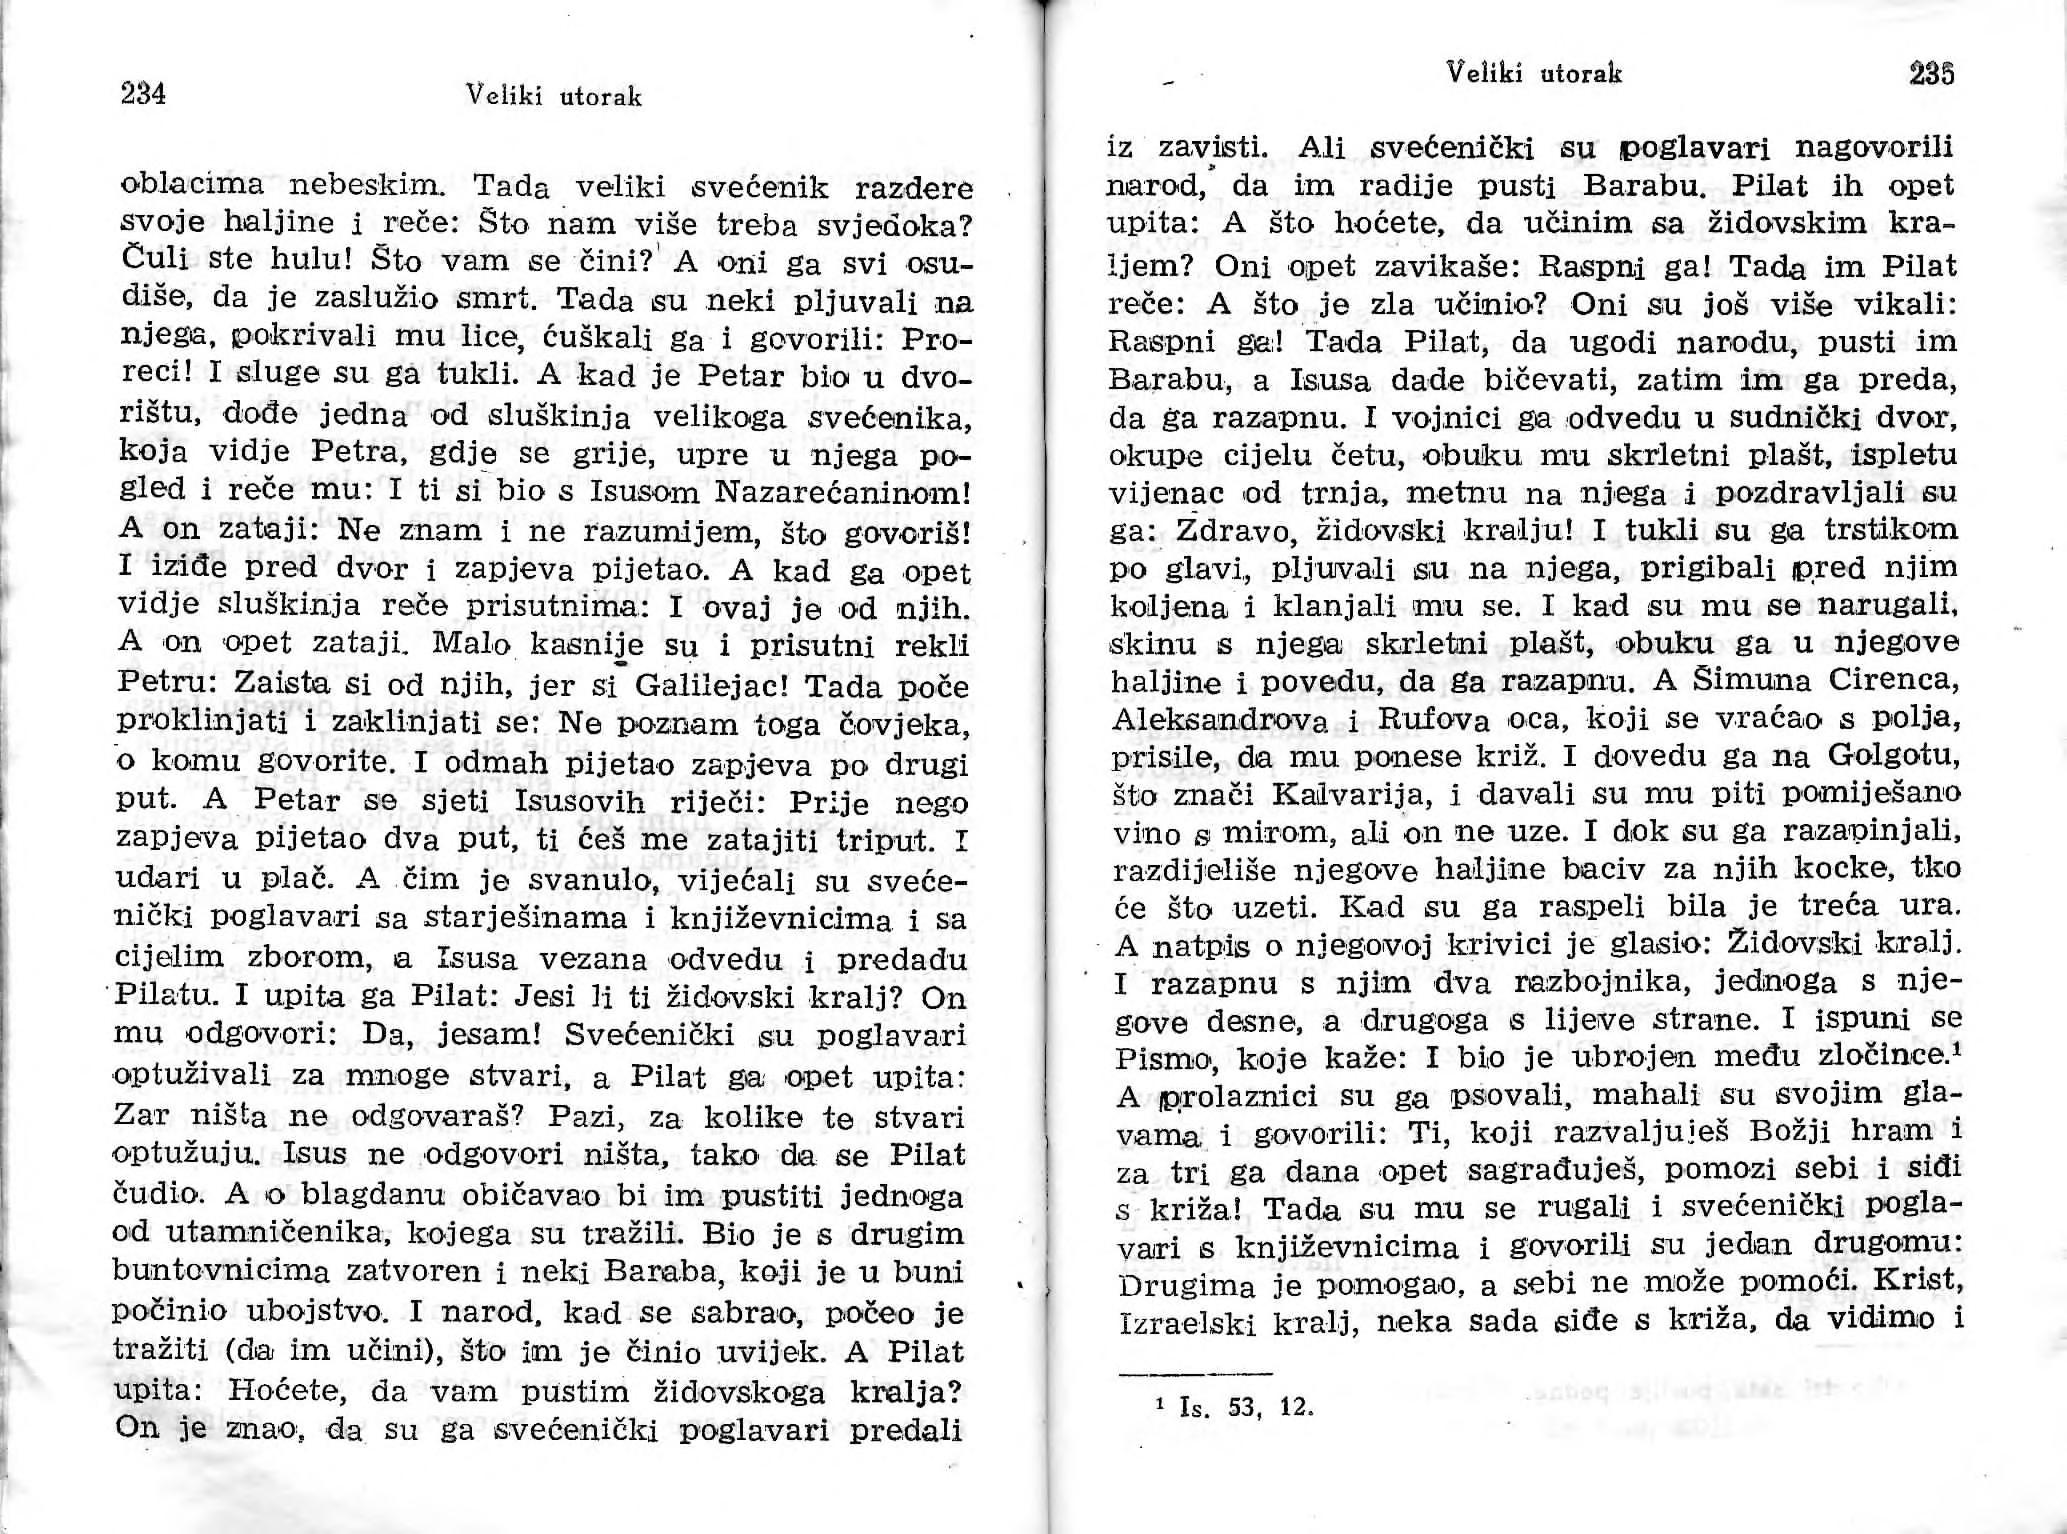 234
Veliki utorak
oblacima nebeskim. Tada veliki svećenik razdere
svoje haljine i reče: Što nam više treba svjedoka?
Čuli ste hulu! Što vam se čini? A oni ga svi osu-
diše, da je zaslužio smrt. Tada su neki pljuvali na
njega, pokrivali mu lice, ćuškali ga i govorili: Pro-
reci! I sluge su ga tukli. A kad je Petar bio u dvo-
rištu, dođe jedna od sluškinja velikoga svećenika,
koja vidje Petra, gdje se grije, upre u njega po-
gled i reče mu: I ti si bio s Isusom Nazarećaninom!
A on zataji: Ne znam i ne razumijem, što govoriš!
I iziđe pred dvor i zapjeva pijetao. A kad ga opet
vidje sluškinja reče prisutnima: I ovaj je od njih.
A on opet zataji. Malo kasnije su i prisutni rekli
Petru: Zaista si od njih, jer si Galilejac! Tada poče
proklinjati i zaklinjati se: Ne poznam toga čovjeka,
o komu govorite. I odmah pijetao zapjeva po drugi
put. A Petar se sjeti Isusovih riječi: Prije nego
zapjeva pijetao dva put, ti ćeš me zatajiti triput. I
udari u plač. A čim je svanulo, vijećali su sveće-
nički poglavari sa starješinama i književnicima i sa
cijelim zborom, a Isusa vezana odvedu i predadu
Pilatu. I upita ga Pilat: Jesi li ti židovski kralj? On
mu odgovori: Da, jesam! Svećenički su poglavari
optuživali za mnoge stvari, a Pilat ga opet upita:
Zar ništa ne odgovaraš? Pazi, za kolike te stvari
optužuju. Isus ne odgovori ništa, tako da se Pilat
čudio. A o blagdanu običavao bi im pustiti jednoga
od utamničenika, kojega su tražili. Bio je s drugim
buntovnicima zatvoren i neki Baraba, koji je u buni
počinio ubojstvo. I narod, kad se sabrao, počeo je
tražiti (da im učini), što im je činio uvijek. A Pilat
upita: Hoćete, da vam pustim židovskoga kralja?
On je znao, da su ga svećenički poglavari predali
Veliki utorak
235
iz zavisti. Ali svećenički su poglavari nagovorili
narod, da im radije pusti Barabu. Pilat ih opet
upita: A što hoćete, da učinim sa židovskim kra-
ljem? Oni opet zavikaše: Raspni ga! Tada im Pilat
reče: A što je zla učinio? Oni su još više vikali:
Raspni ga! Tada Pilat, da ugodi narodu, pusti im
Barabu, a Isusa dade bičevati, zatim im ga preda,
da ga razapnu. I vojnici ga odvedu u sudnički dvor,
okupe cijelu četu, obuku mu skrletni plašt, ispletu
vijenac od trnja, metnu na njega i pozdravljali su
ga: Zdravo, židovski kralju! I tukli su ga trstikom
po glavi, pljuvali su na njega, prigibali pred njim
koljena i klanjali mu se. I kad su mu se narugali,
skinu s njega skrletni plašt, obuku ga u njegove
haljine i povedu, da ga razapnu. A Šimuna Cirenca,
Aleksandrova i Rufova oca, koji se vraćao s polja,
prisile, da mu ponese križ. I dovedu ga na Golgotu,
što znači Kalvarija, i davali su mu piti pomiješano
vino s mirom, ali on ne uze. I dok su ga razapinjali,
razdijeliše njegove haljine baciv za njih kocke, tko
će što uzeti. Kad su ga raspeli bila je treća ura.
A natpis o njegovoj krivici je glasio: Židovski kralj.
I razapnu s njim dva razbojnika, jednoga s nje-
gove desne, a drugoga s lijeve strane. I ispuni se
Pismo, koje kaže: I bio je ubrojen među zločince.¹
A prolaznici su ga psovali, mahali su svojim gla-
vama i govorili: Ti, koji razvaljuješ Božji hram i
za tri ga dana opet sagrađuješ, pomozi sebi i siđi
s križa! Tada su mu se rugali i svećenički pogla-
vari s književnicima i govorili su jedan drugomu:
Drugima je pomogao, a sebi ne može pomoći. Krist,
Izraelski kralj, neka sada siđe s križa, da vidimo i
¹ Is. 53, 12.